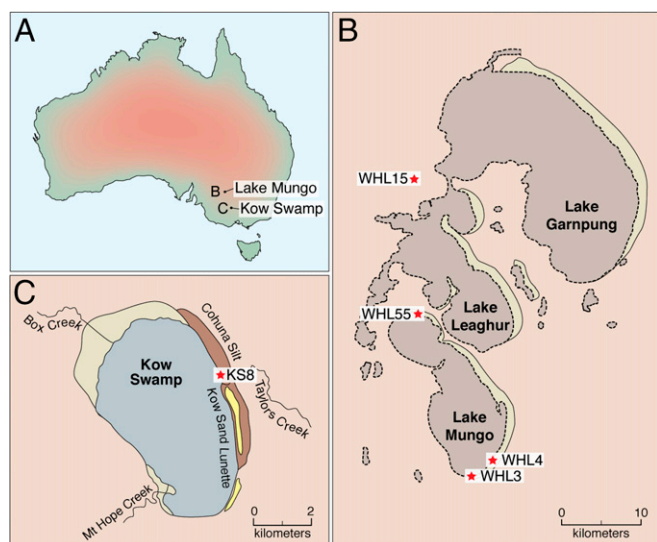 A
B
Lake Mungo
C
Kow Swamp
B
WHL15
Lake
Garnpung
WHL55
Lake
Leaghur
Lake
Mungo
WHL4
WHL3
0
10
kilometers
C
Box Creek
Cohuna Silt
Kow
Swamp
KS8
Taylors Creek
Kow Sand Lunette
Mt Hope Creek
0
2
kilometers